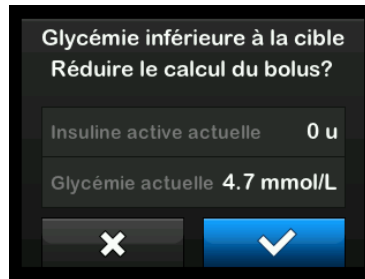 Glycémie inférieure à la cible
Réduire le calcul du bolus?
Insuline active actuelle 0 u
Glycémie actuelle 4.7 mmol/L